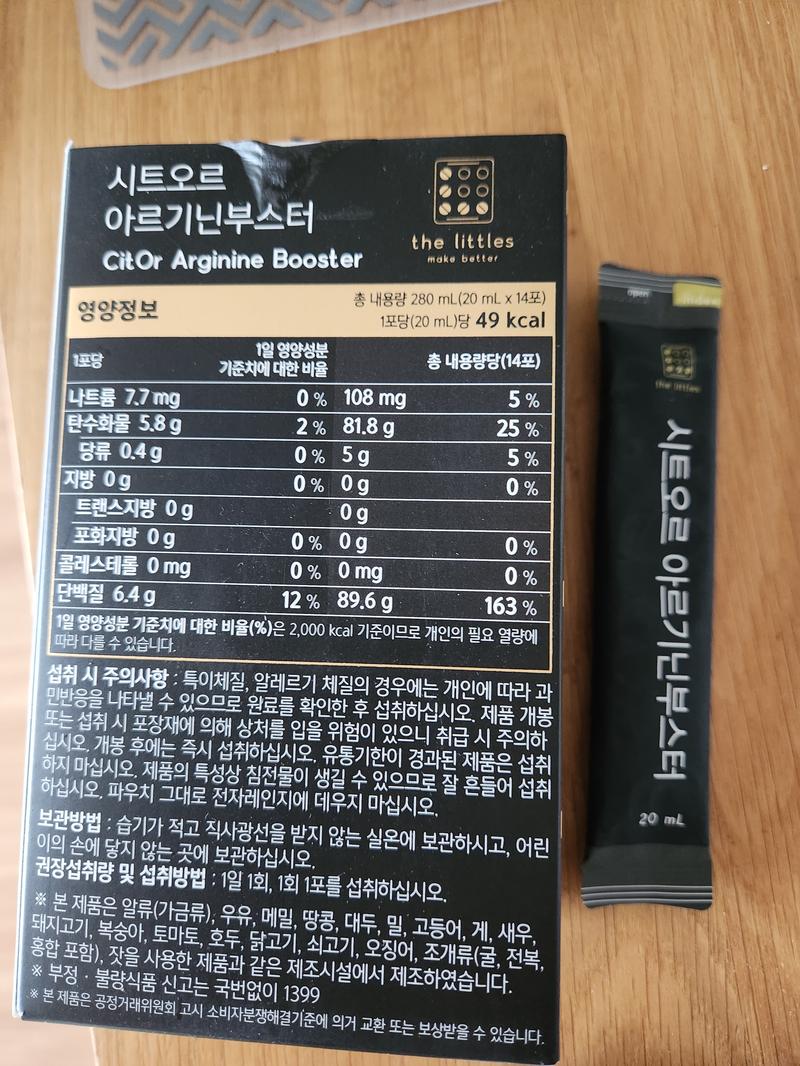 시트오르
아르기닌부스터
CitOr Arginine Booster
the littles
make better
영양정보
총 내용량 280 mL(20 mL x 14포)
1포당(20 mL)당 49 kcal
1포당 1일 영양성분 기준치에 대한 비율 총 내용량당(14포)
나트륨 7.7 mg 0 % 108 mg 5 %
탄수화물 5.8 g 2 % 81.8 g 25 %
당류 0.4 g 0 % 5 g 5 %
지방 0 g 0 % 0 g 0 %
트랜스지방 0 g 0 g
포화지방 0 g 0 % 0 g 0 %
콜레스테롤 0 mg 0 % 0 mg 0 %
단백질 6.4 g 12 % 89.6 g 163 %
1일 영양성분 기준치에 대한 비율(%)은 2,000 kcal 기준이므로 개인의 필요 열량에
따라 다를 수 있습니다.
섭취 시 주의사항 : 특이체질, 알레르기 체질의 경우에는 개인에 따라 과
민반응을 나타낼 수 있으므로 원료를 확인한 후 섭취하십시오. 제품 개봉
또는 섭취 시 포장재에 의해 상처를 입을 위험이 있으니 취급 시 주의하
십시오. 개봉 후에는 즉시 섭취하십시오. 유통기한이 경과된 제품은 섭취
하지 마십시오. 제품의 특성상 침전물이 생길 수 있으므로 잘 흔들어 섭취
하십시오. 파우치 그대로 전자레인지에 데우지 마십시오.
보관방법 : 습기가 적고 직사광선을 받지 않는 실온에 보관하시고, 어린
이의 손에 닿지 않는 곳에 보관하십시오.
권장섭취량 및 섭취방법 : 1일 1회, 1회 1포를 섭취하십시오.
※ 본 제품은 알류(가금류), 우유, 메밀, 땅콩, 대두, 밀, 고등어, 게, 새우,
돼지고기, 복숭아, 토마토, 호두, 닭고기, 쇠고기, 오징어, 조개류(굴, 전복,
홍합 포함), 잣을 사용한 제품과 같은 제조시설에서 제조하였습니다.
※ 부정 · 불량식품 신고는 국번없이 1399
※ 본 제품은 공정거래위원회 고시 소비자분쟁해결기준에 의거 교환 또는 보상받을 수 있습니다.
open
the littles
시트오르 아르기닌부스터
20 mL